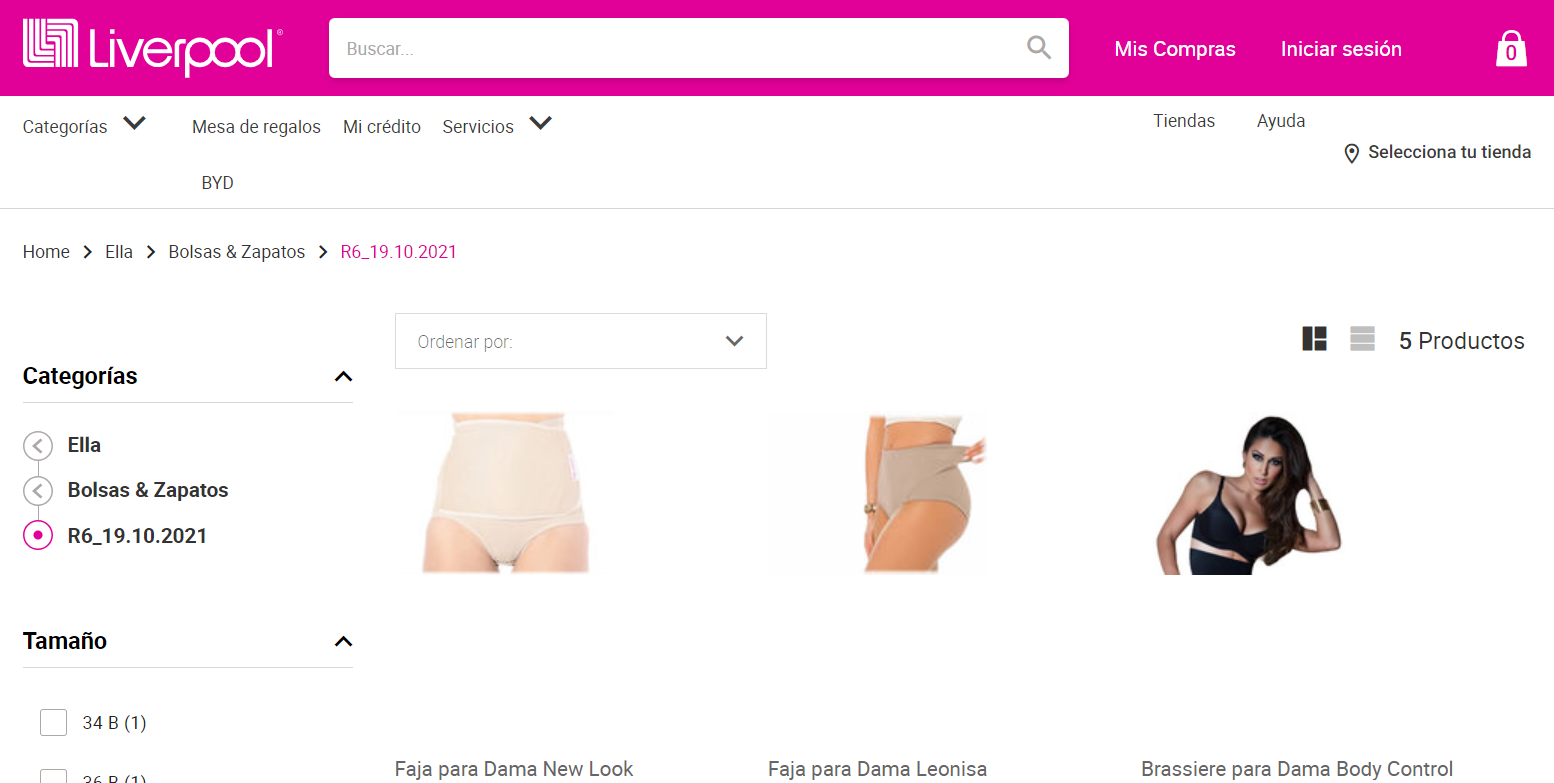 Liverpool®
Buscar...
Mis Compras
Iniciar sesión
0
Categorías
Mesa de regalos
Mi crédito
Servicios
BYD
Tiendas
Ayuda
Selecciona tu tienda
Home > Ella > Bolsas & Zapatos > R6_19.10.2021
Ordenar por:
5 Productos
Categorías
Ella
Bolsas & Zapatos
R6_19.10.2021
Tamaño
34 B (1)
36 B (1)
Faja para Dama New Look
Faja para Dama Leonisa
Brassiere para Dama Body Control